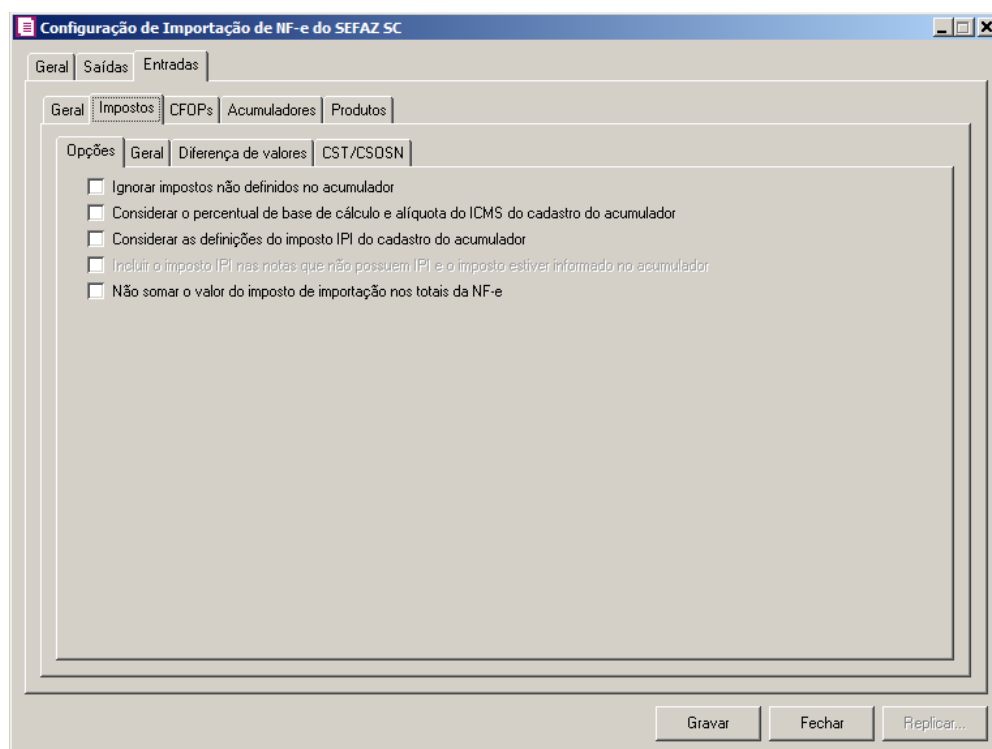 Configuração de Importação de NF-e do SEFAZ SC
Geral Saídas Entradas
Geral Impostos CFOPs Acumuladores Produtos
Opções Geral Diferença de valores CST/CSOSN
Ignorar impostos não definidos no acumulador
Considerar o percentual de base de cálculo e alíquota do ICMS do cadastro do acumulador
Considerar as definições do imposto IPI do cadastro do acumulador
Incluir o imposto IPI nas notas que não possuem IPI e o imposto estiver informado no acumulador
Não somar o valor do imposto de importação nos totais da NF-e
Gravar Fechar Replicar...